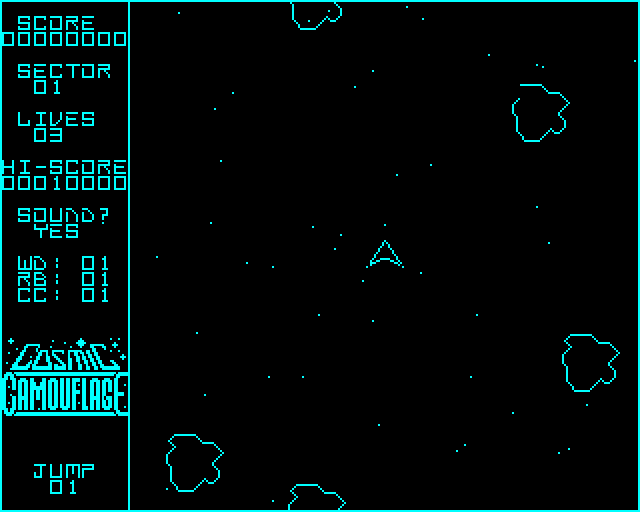 SCORE
00000000
SECTOR
01
LIVES
03
HI-SCORE
00010000
SOUND?
YES
WD: 01
RB: 01
CC: 01
COSMIC
CAMOUFLAGE
JUMP
01